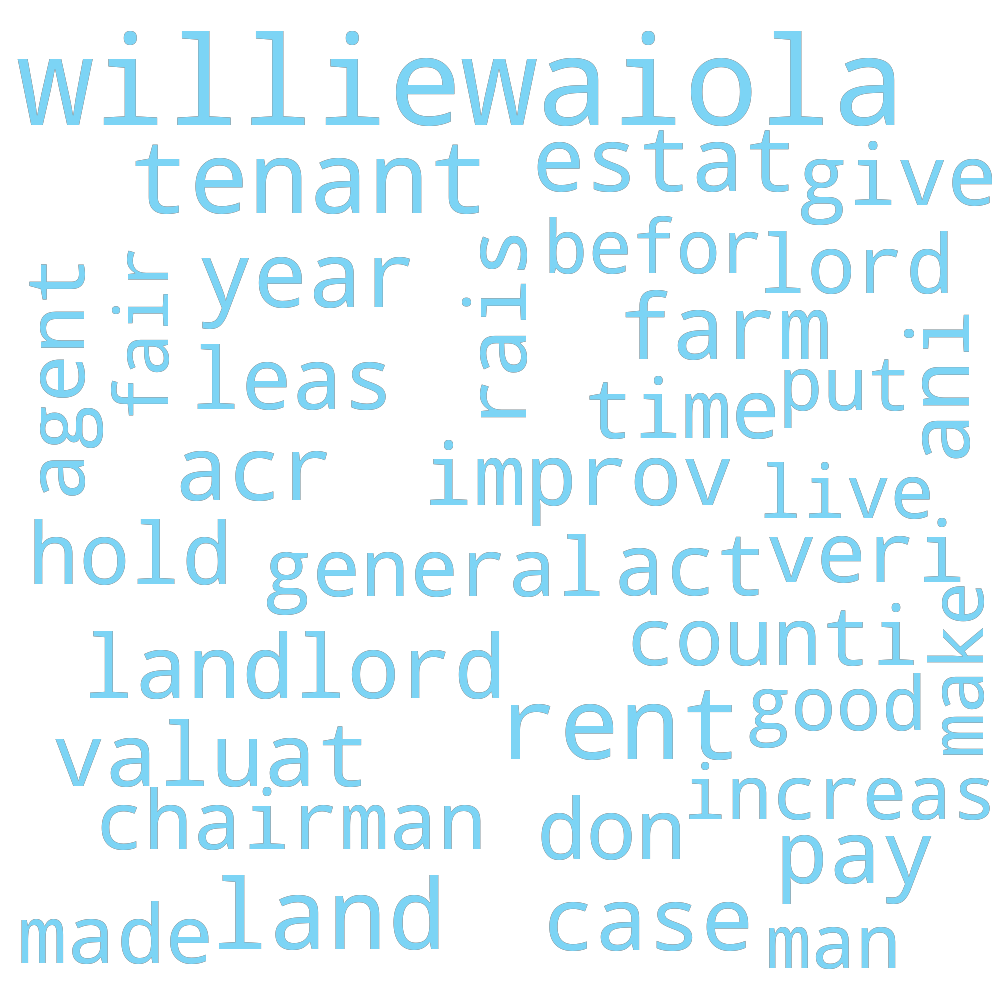 williewaiola
tenant estat give
befor lord
agent fair year rais farm ani
leas time put
acr improv live
hold general act veri
landlord counti make
rent good
valuat increas
chairman don pay
made land case man